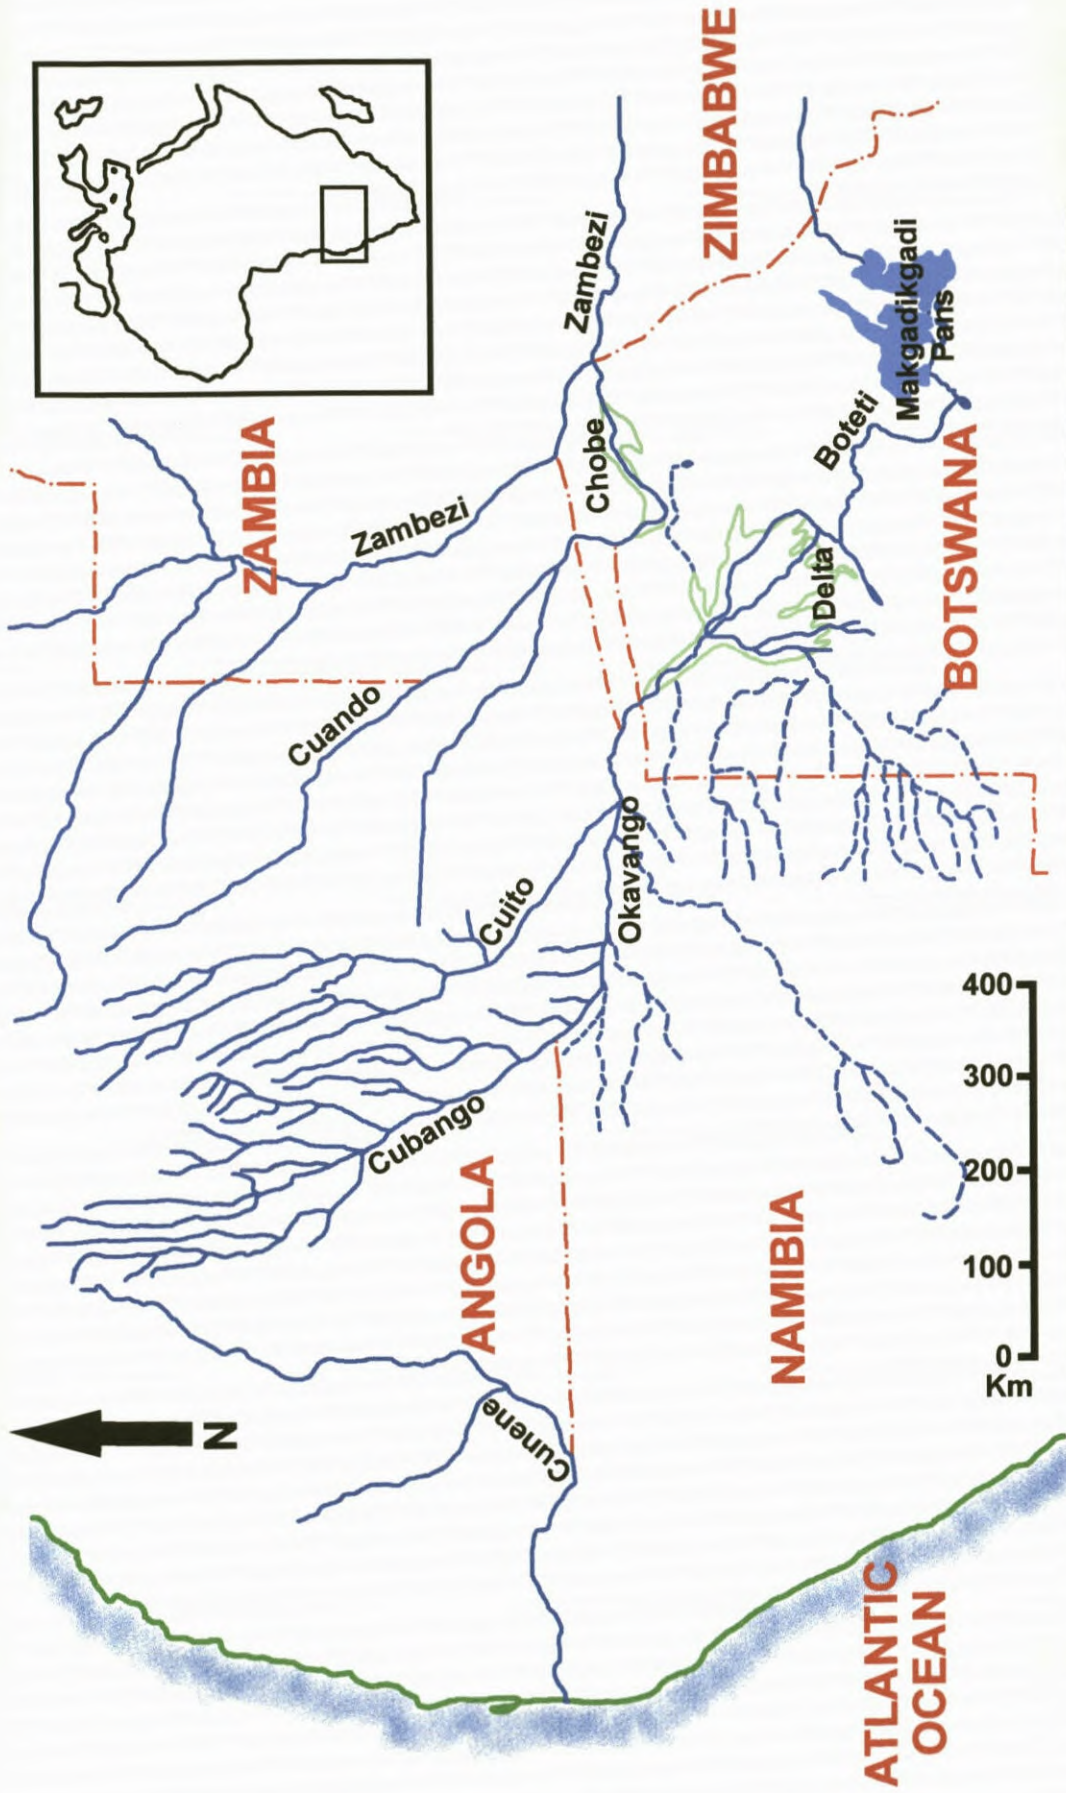 ZAMBIA
ZIMBABWE
Zambezi
Zambezi
Chobe
Cuando
Cuito
Cubango
Okavango
Delta
Boteti
Makgadikgadi
Pans
BOTSWANA
ANGOLA
NAMIBIA
Cunene
N
ATLANTIC
OCEAN
0
100
200
300
400
Km